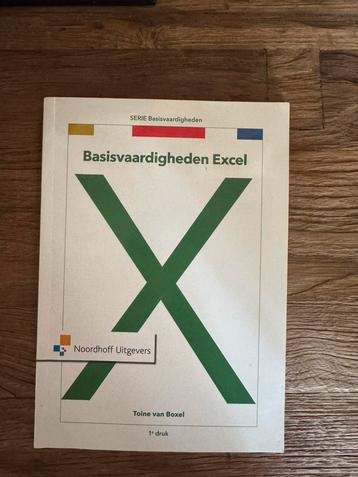 SERIE Basisvaardigheden
Basisvaardigheden Excel
X
Noordhoff Uitgevers
Toine van Boxel
1e druk